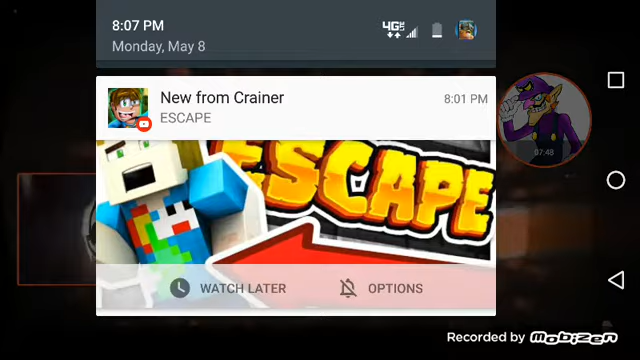 8:07 PM
4G LTE
Monday, May 8
New from Crainer
8:01 PM
ESCAPE
07:48
ESCAPE
WATCH LATER
OPTIONS
Recorded by Mobizen